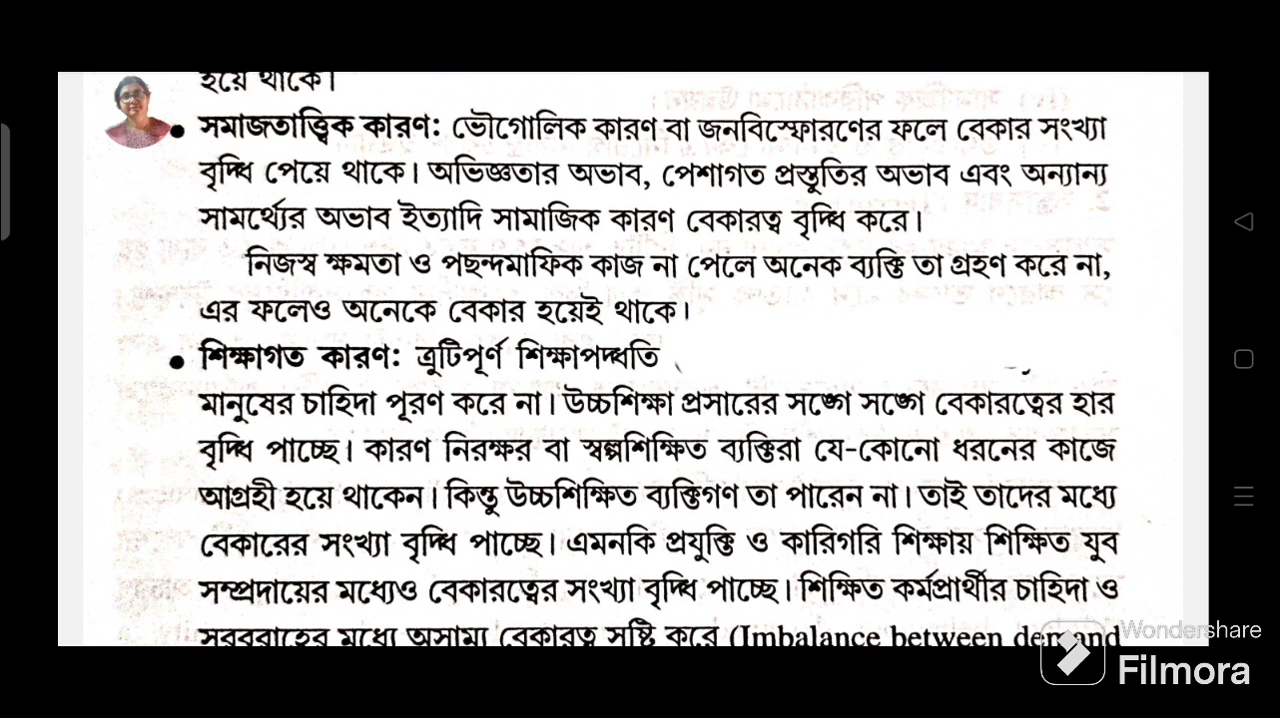 হয়ে থাকে।
• সমাজতাত্ত্বিক কারণ: ভৌগোলিক কারণ বা জনবিস্ফোরণের ফলে বেকার সংখ্যা
বৃদ্ধি পেয়ে থাকে। অভিজ্ঞতার অভাব, পেশাগত প্রস্তুতির অভাব এবং অন্যান্য
সামর্থ্যের অভাব ইত্যাদি সামাজিক কারণ বেকারত্ব বৃদ্ধি করে।
নিজস্ব ক্ষমতা ও পছন্দমাফিক কাজ না পেলে অনেক ব্যক্তি তা গ্রহণ করে না,
এর ফলেও অনেকে বেকার হয়েই থাকে।
• শিক্ষাগত কারণ: ত্রুটিপূর্ণ শিক্ষাপদ্ধতি
মানুষের চাহিদা পূরণ করে না। উচ্চশিক্ষা প্রসারের সঙ্গে সঙ্গে বেকারত্বের হার
বৃদ্ধি পাচ্ছে। কারণ নিরক্ষর বা স্বল্পশিক্ষিত ব্যক্তিরা যে-কোনো ধরনের কাজে
আগ্রহী হয়ে থাকেন। কিন্তু উচ্চশিক্ষিত ব্যক্তিগণ তা পারেন না। তাই তাদের মধ্যে
বেকারের সংখ্যা বৃদ্ধি পাচ্ছে। এমনকি প্রযুক্তি ও কারিগরি শিক্ষায় শিক্ষিত যুব
সম্প্রদায়ের মধ্যেও বেকারত্বের সংখ্যা বৃদ্ধি পাচ্ছে। শিক্ষিত কর্মপ্রার্থীর চাহিদা ও
সরবরাহের মধ্যে অসাম্য বেকারত্ব সৃষ্টি করে (Imbalance between demand
Wondershare
Filmora